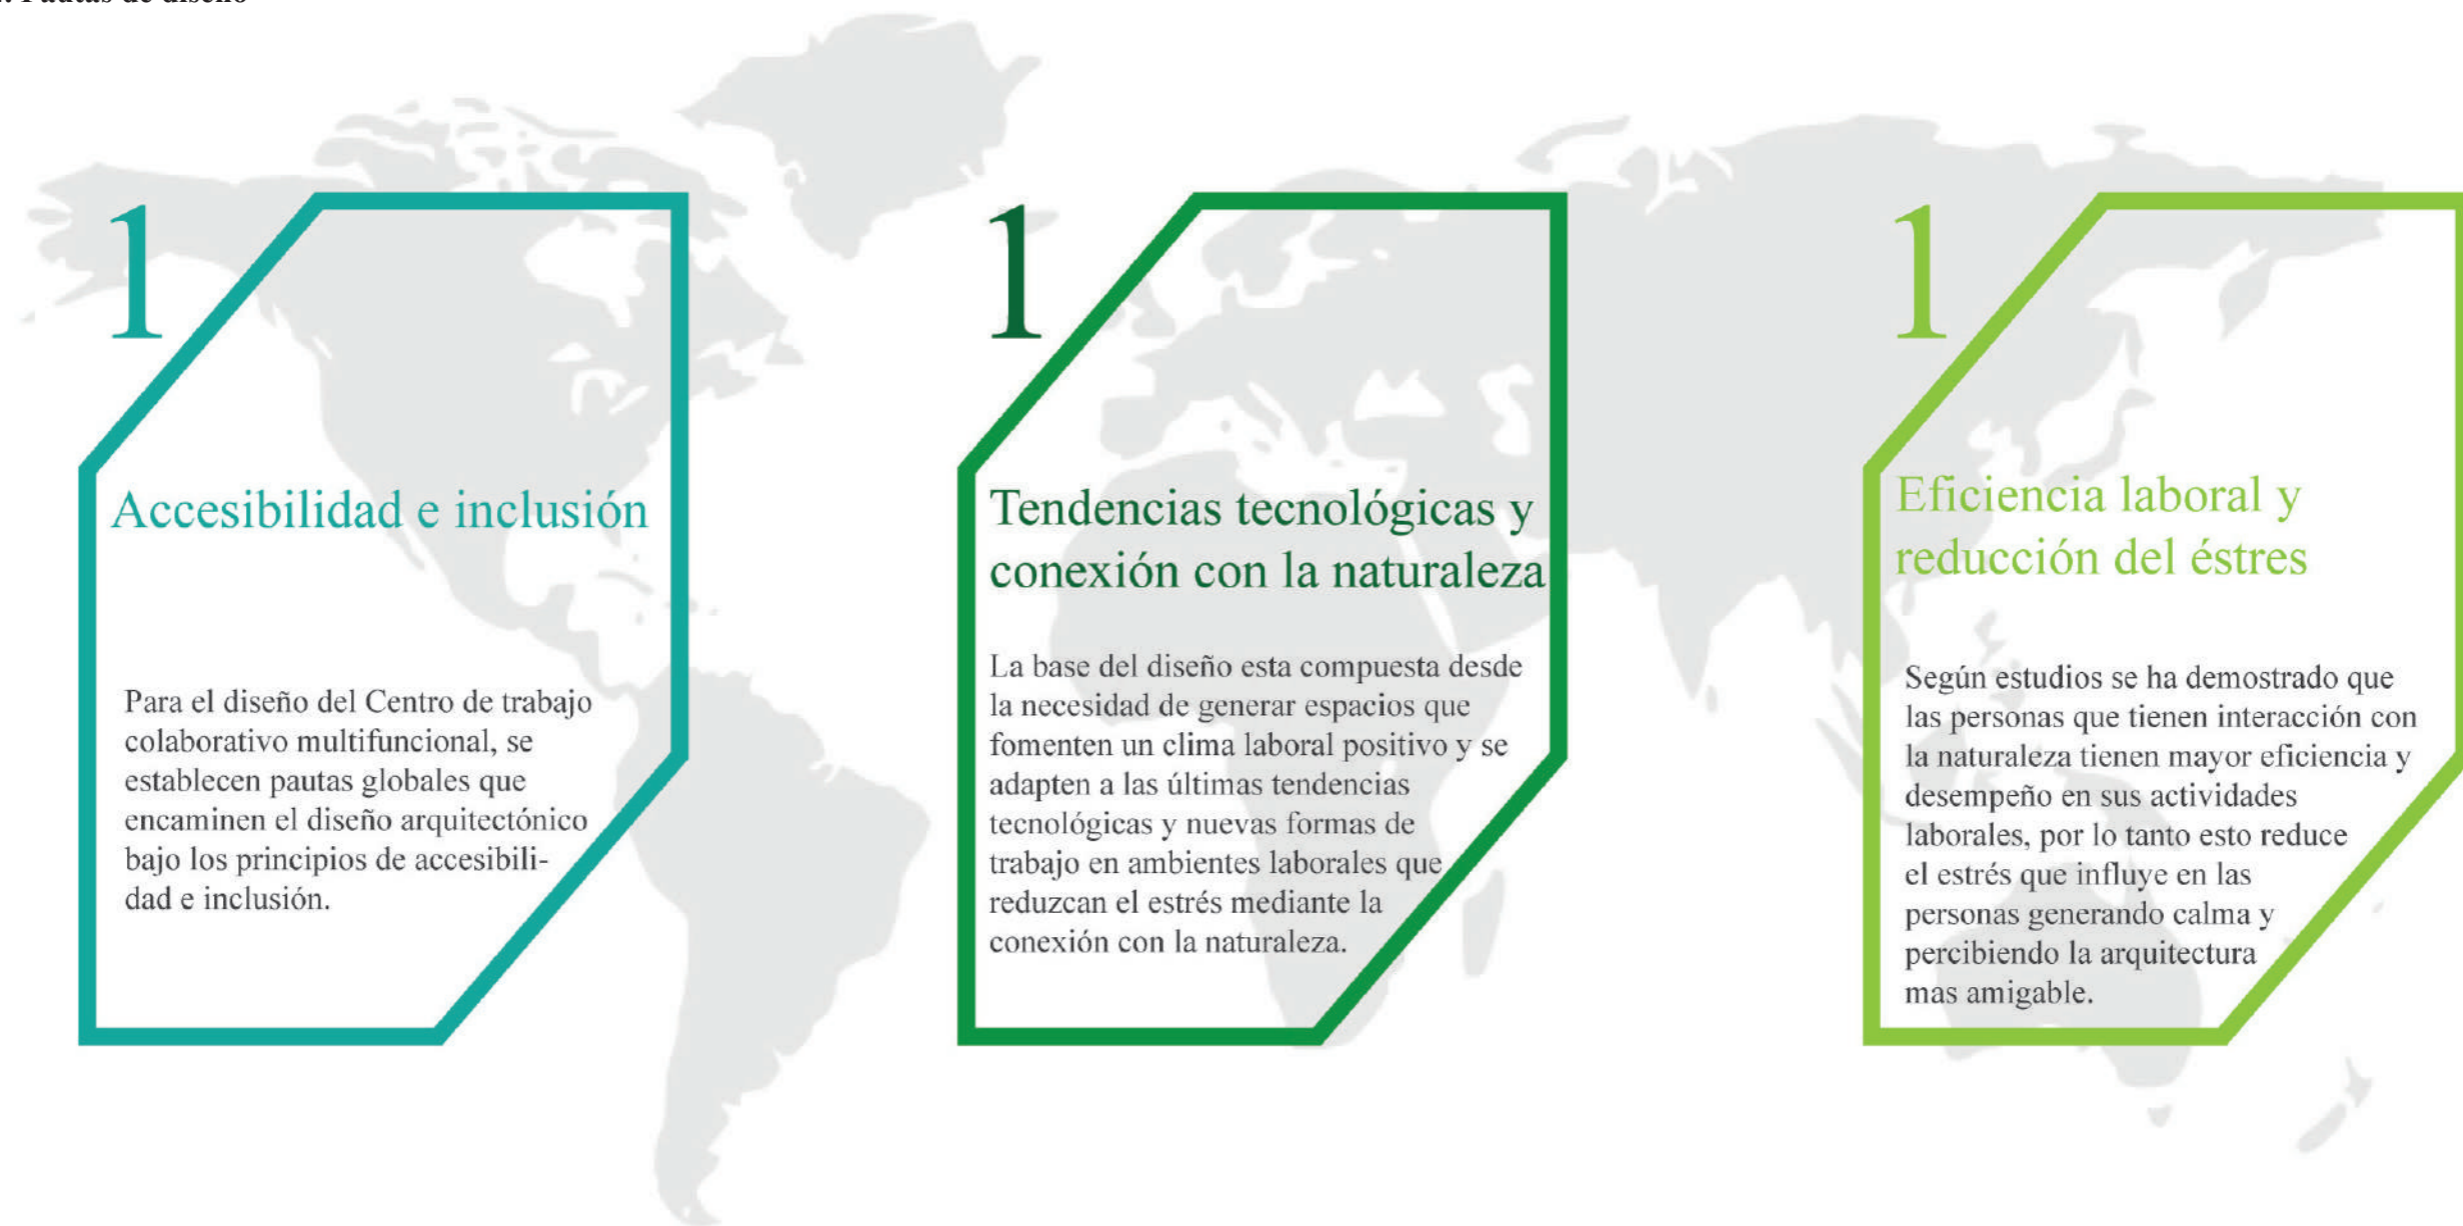 Pautas de diseño
1
Accesibilidad e inclusión
Para el diseño del Centro de trabajo
colaborativo multifuncional, se
establecen pautas globales que
encaminen el diseño arquitectónico
bajo los principios de accesibili-
dad e inclusión.
1
Tendencias tecnológicas y
conexión con la naturaleza
La base del diseño esta compuesta desde
la necesidad de generar espacios que
fomenten un clima laboral positivo y se
adapten a las últimas tendencias
tecnológicas y nuevas formas de
trabajo en ambientes laborales que
reduzcan el estrés mediante la
conexión con la naturaleza.
1
Eficiencia laboral y
reducción del éstres
Según estudios se ha demostrado que
las personas que tienen interacción con
la naturaleza tienen mayor eficiencia y
desempeño en sus actividades
laborales, por lo tanto esto reduce
el estrés que influye en las
personas generando calma y
percibiendo la arquitectura
mas amigable.